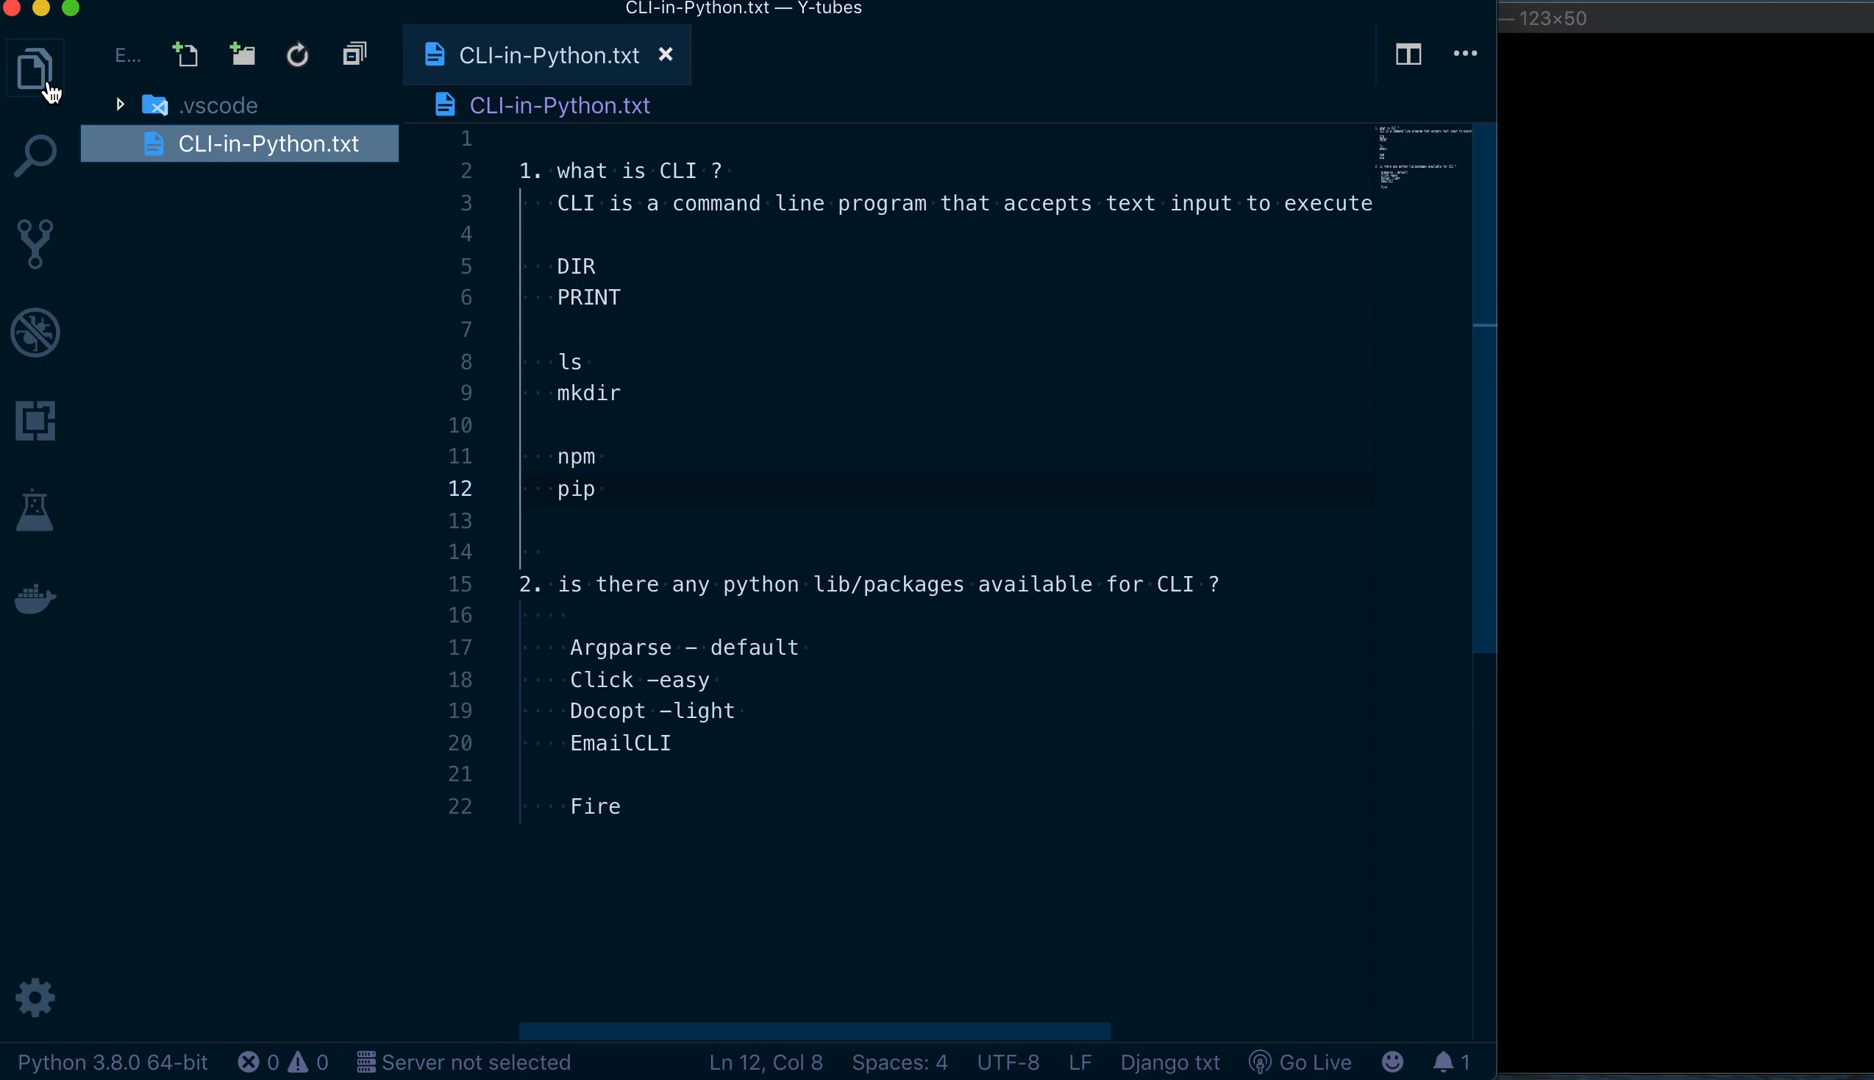 CLI-in-Python.txt — Y-tubes
— 123×50
E...
CLI-in-Python.txt
.vscode
CLI-in-Python.txt
CLI-in-Python.txt
1
2 1. what is CLI ?
3 CLI is a command line program that accepts text input to execute
4
5 DIR
6 PRINT
7
8 ls
9 mkdir
10
11 npm
12 pip
13
14
15 2. is there any python lib/packages available for CLI ?
16
17 Argparse - default
18 Click -easy
19 Docopt -light
20 EmailCLI
21
22 Fire
Python 3.8.0 64-bit 0 0 Server not selected Ln 12, Col 8 Spaces: 4 UTF-8 LF Django txt Go Live 1